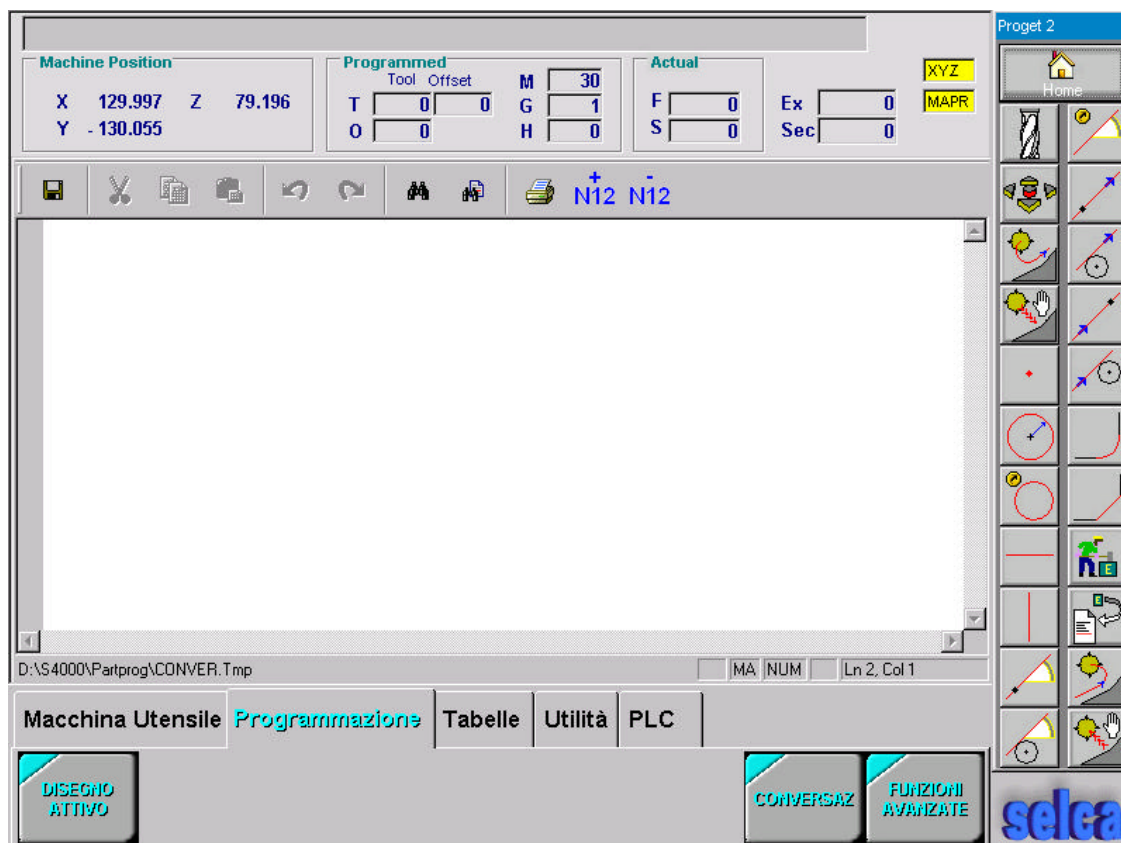 Proget 2
Home
Machine Position
X 129.997 Z 79.196
Y - 130.055
Programmed
Tool Offset
T 0 0
O 0
M 30
G 1
H 0
Actual
F 0
S 0
Ex 0
Sec 0
XYZ
MAPR
+ -
N12 N12
D:\S4000\Partprog\CONVER.Tmp MA NUM Ln 2, Col 1
Macchina Utensile Programmazione Tabelle Utilità PLC
DISEGNO
ATTIVO
CONVERSAZ
FUNZIONI
AVANZATE
E
E
selca